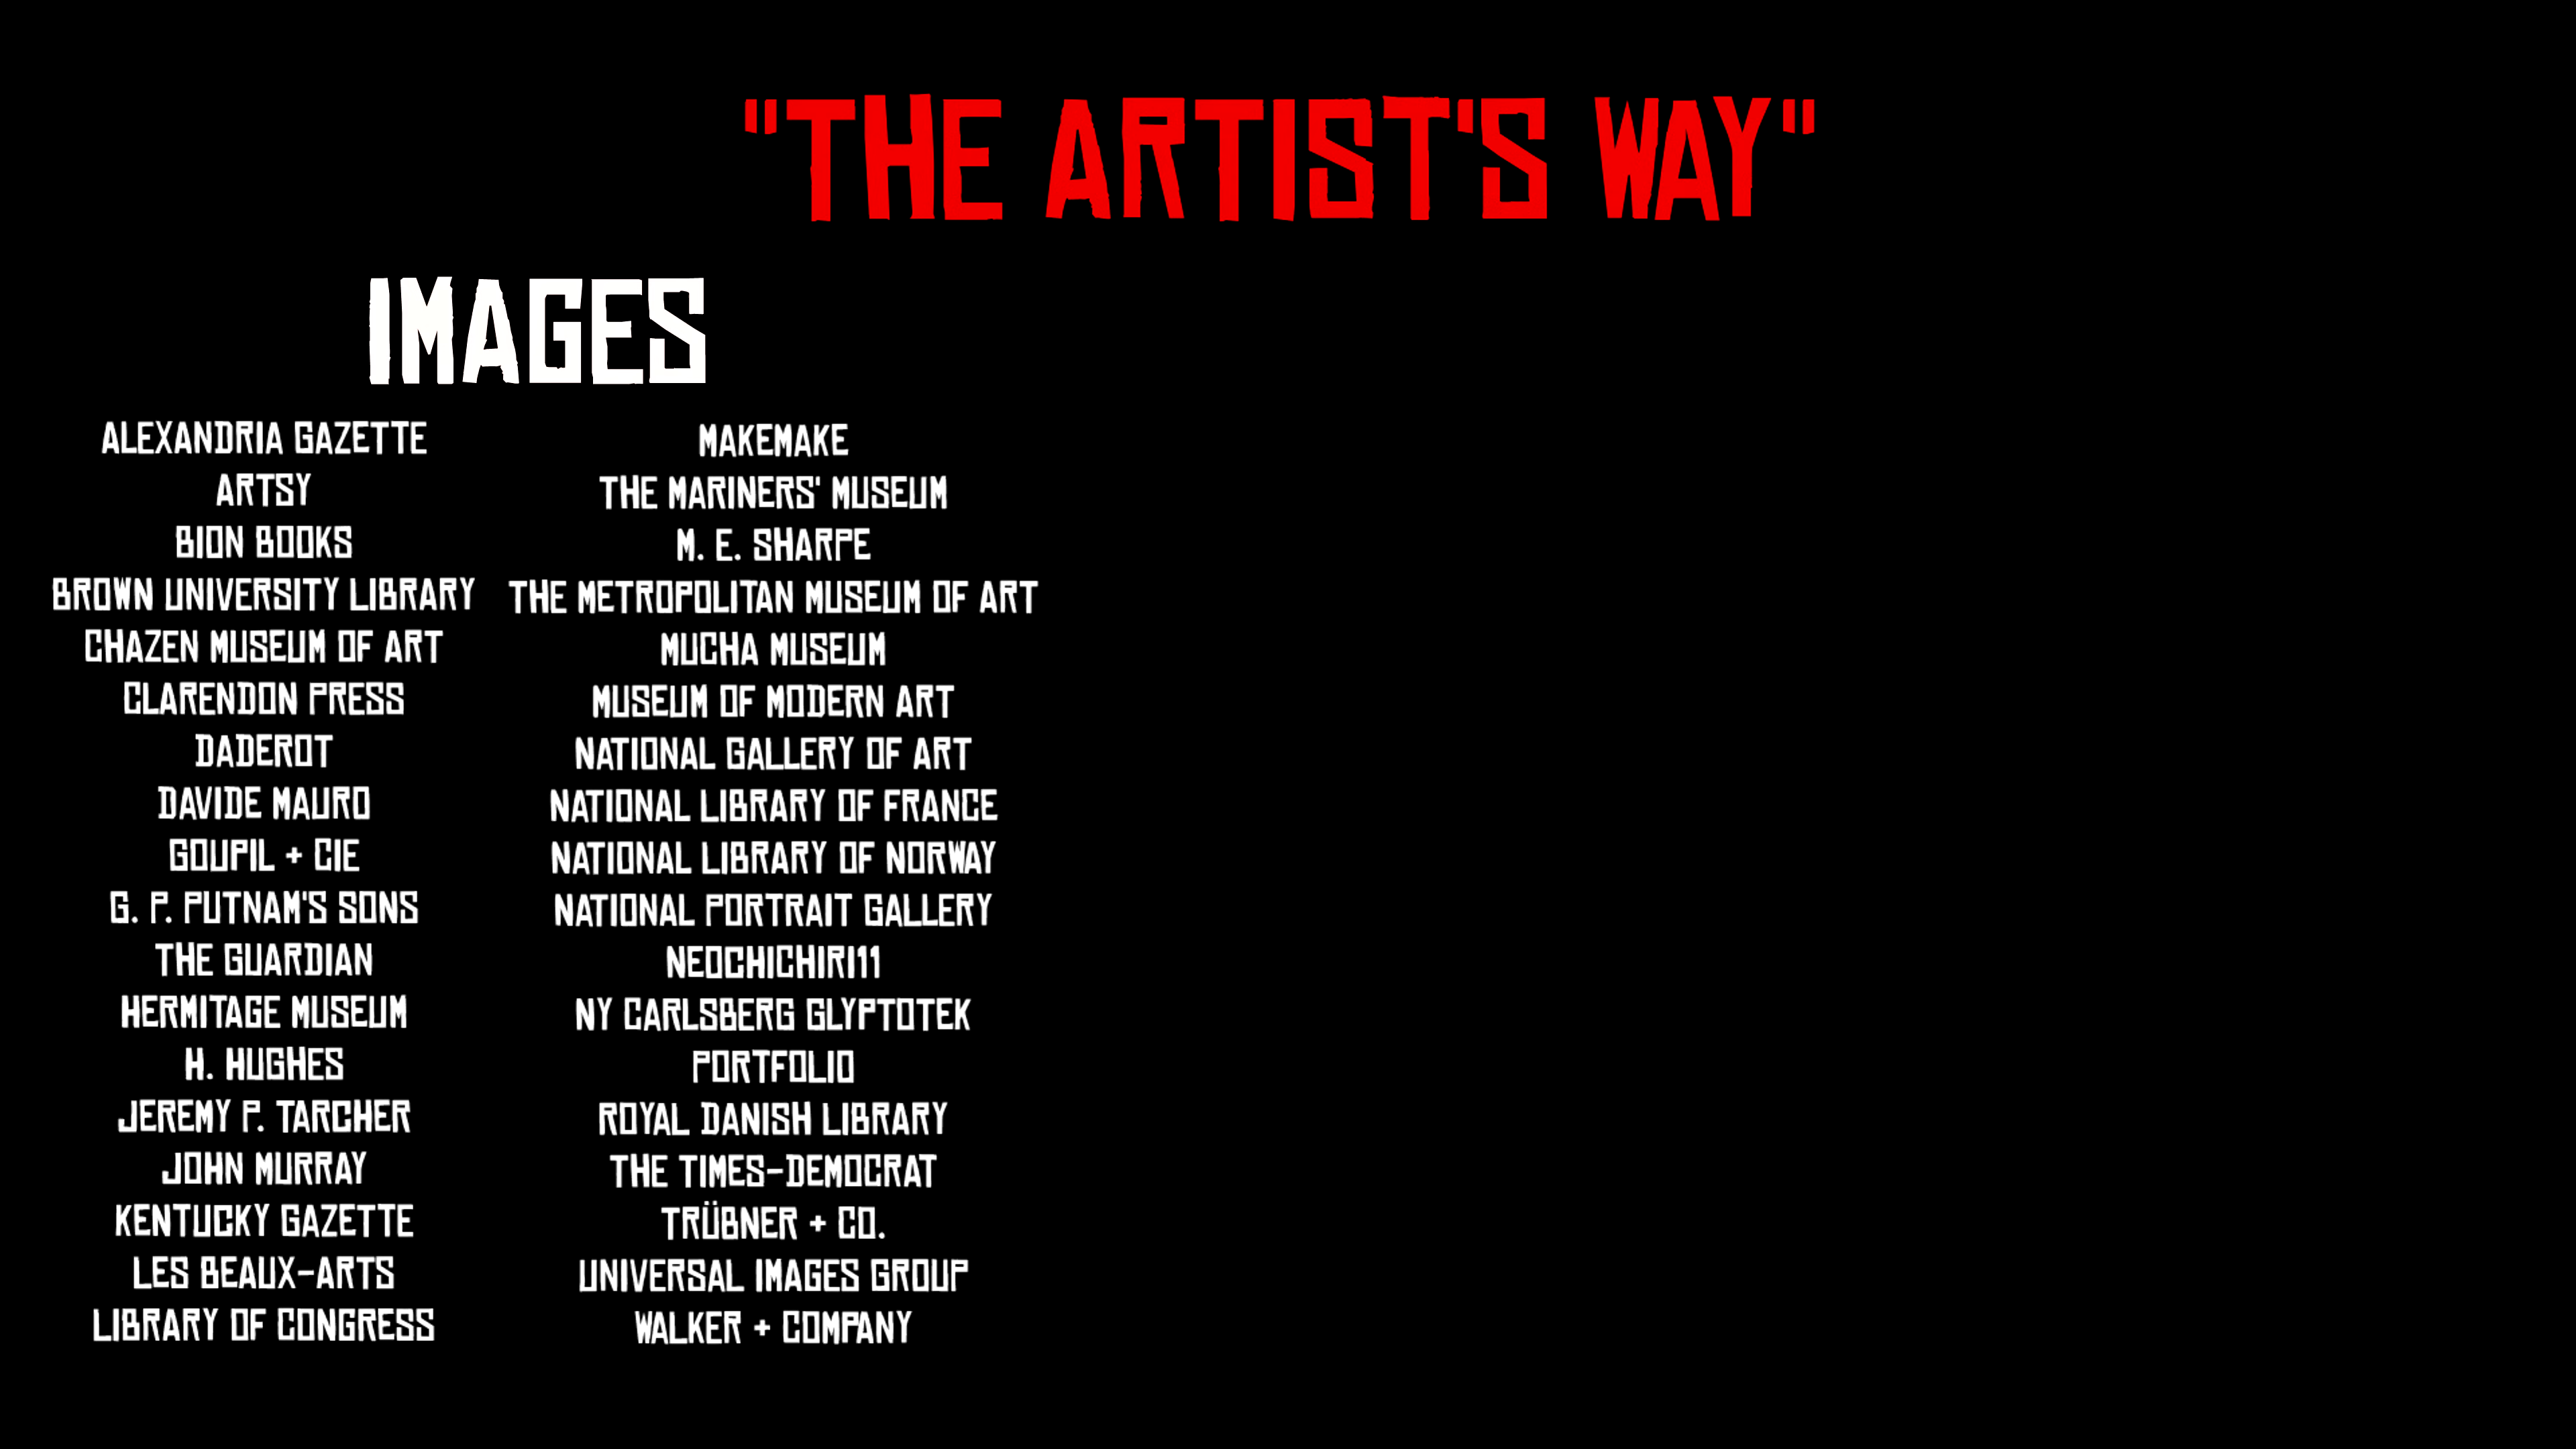 "THE ARTIST'S WAY"
IMAGES
ALEXANDRIA GAZETTE
ARTSY
BION BOOKS
BROWN UNIVERSITY LIBRARY
CHAZEN MUSEUM OF ART
CLARENDON PRESS
DADEROT
DAVIDE MAURO
GOUPIL + CIE
G. P. PUTNAM'S SONS
THE GUARDIAN
HERMITAGE MUSEUM
H. HUGHES
JEREMY P. TARCHER
JOHN MURRAY
KENTUCKY GAZETTE
LES BEAUX-ARTS
LIBRARY OF CONGRESS
MAKEMAKE
THE MARINERS' MUSEUM
M. E. SHARPE
THE METROPOLITAN MUSEUM OF ART
MUCHA MUSEUM
MUSEUM OF MODERN ART
NATIONAL GALLERY OF ART
NATIONAL LIBRARY OF FRANCE
NATIONAL LIBRARY OF NORWAY
NATIONAL PORTRAIT GALLERY
NEOCHICHIRI11
NY CARLSBERG GLYPTOTEK
PORTFOLIO
ROYAL DANISH LIBRARY
THE TIMES-DEMOCRAT
TRÜBNER + CO.
UNIVERSAL IMAGES GROUP
WALKER + COMPANY